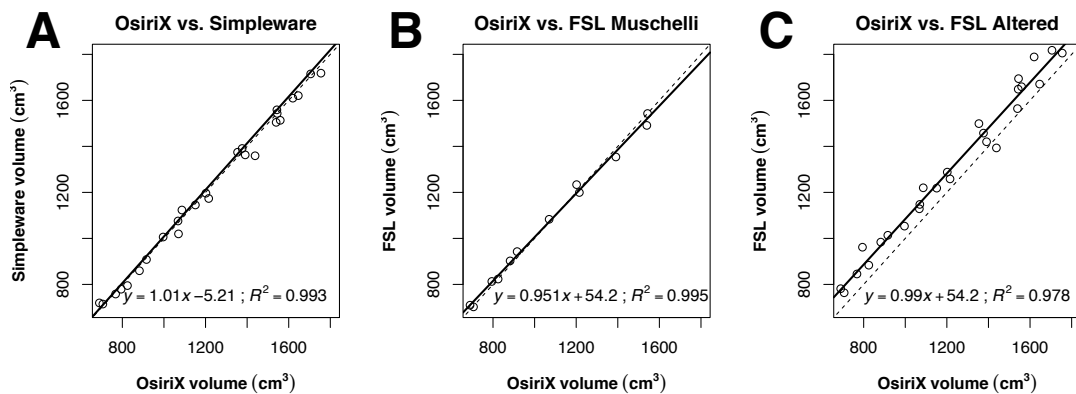 A OsiriX vs. Simpleware
Simpleware volume (cm³)
1600
1200
800
y = 1.01x−5.21 ; R² = 0.993
800 1200 1600
OsiriX volume (cm³)
B OsiriX vs. FSL Muschelli
FSL volume (cm³)
1600
1200
800
y = 0.951x + 54.2 ; R² = 0.995
800 1200 1600
OsiriX volume (cm³)
C OsiriX vs. FSL Altered
FSL volume (cm³)
1600
1200
800
y = 0.99x + 54.2 ; R² = 0.978
800 1200 1600
OsiriX volume (cm³)